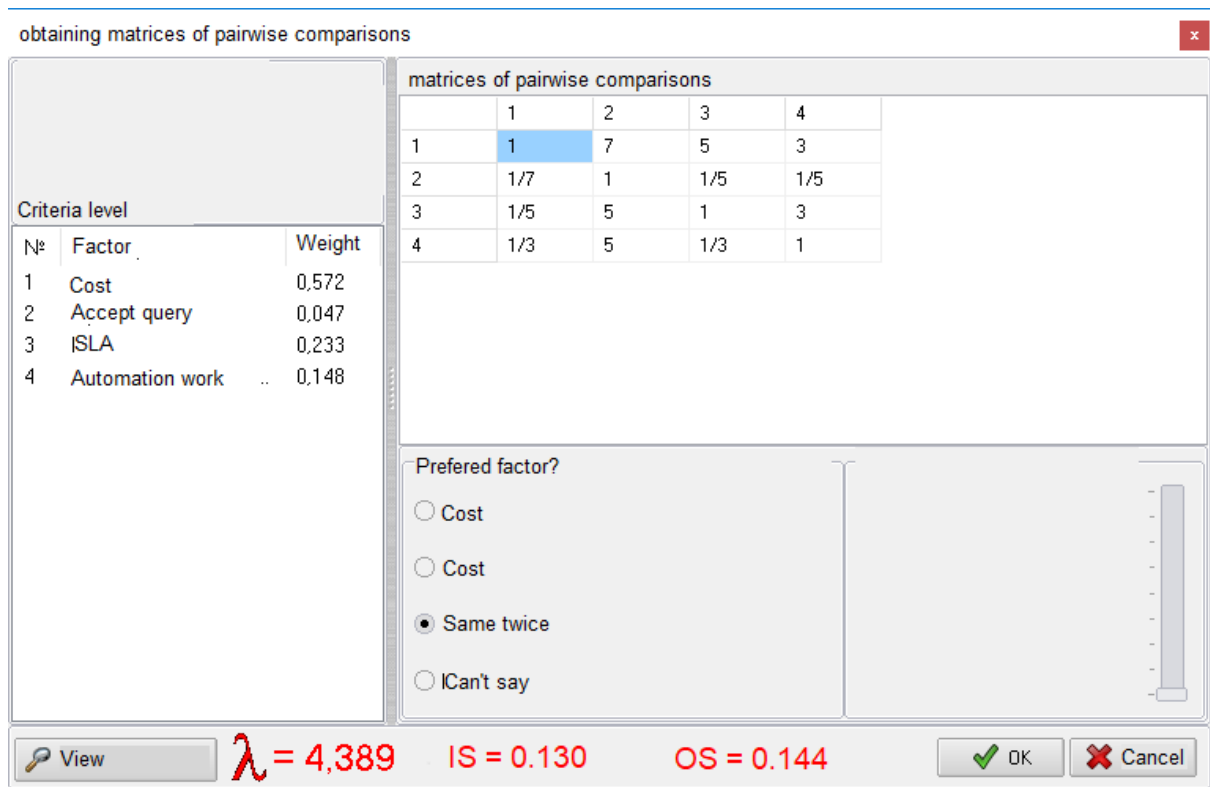 obtaining matrices of pairwise comparisons
x
Criteria level
№ Factor Weight
1 Cost 0,572
2 Accept query 0,047
3 ISLA 0,233
4 Automation work .. 0,148
matrices of pairwise comparisons
1 2 3 4
1 1 7 5 3
2 1/7 1 1/5 1/5
3 1/5 5 1 3
4 1/3 5 1/3 1
Prefered factor?
Cost
Cost
Same twice
ICan't say
View λ = 4,389 IS = 0.130 OS = 0.144 OK Cancel